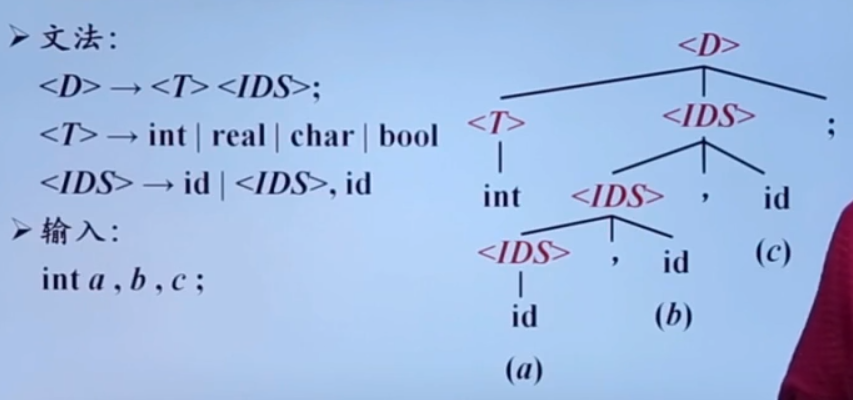 ➢ 文法：
<D> → <T> <IDS>;
<T> → int | real | char | bool
<IDS> → id | <IDS>, id
➢ 输入：
int a , b , c ;
<D>
<T> <IDS> ;
int <IDS> , id
(c)
<IDS> , id
(b)
id
(a)